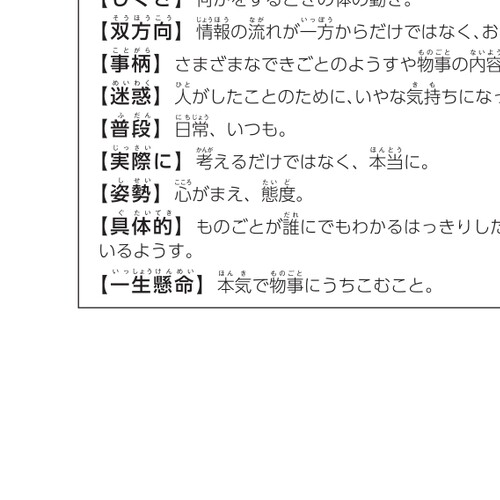 【しぐさ】 何かをするときの体の動き。
【双方向】 情報の流れが一方からだけではなく、お
【事柄】 さまざまなできごとのようすや物事の内容
【迷惑】 人がしたことのために、いやな気持ちにな
【普段】 日常、いつも。
【実際に】 考えるだけではなく、本当に。
【姿勢】 心がまえ、態度。
【具体的】 ものごとが誰にでもわかるはっきりした
いるようす。
【一生懸命】 本気で物事にうちこむこと。